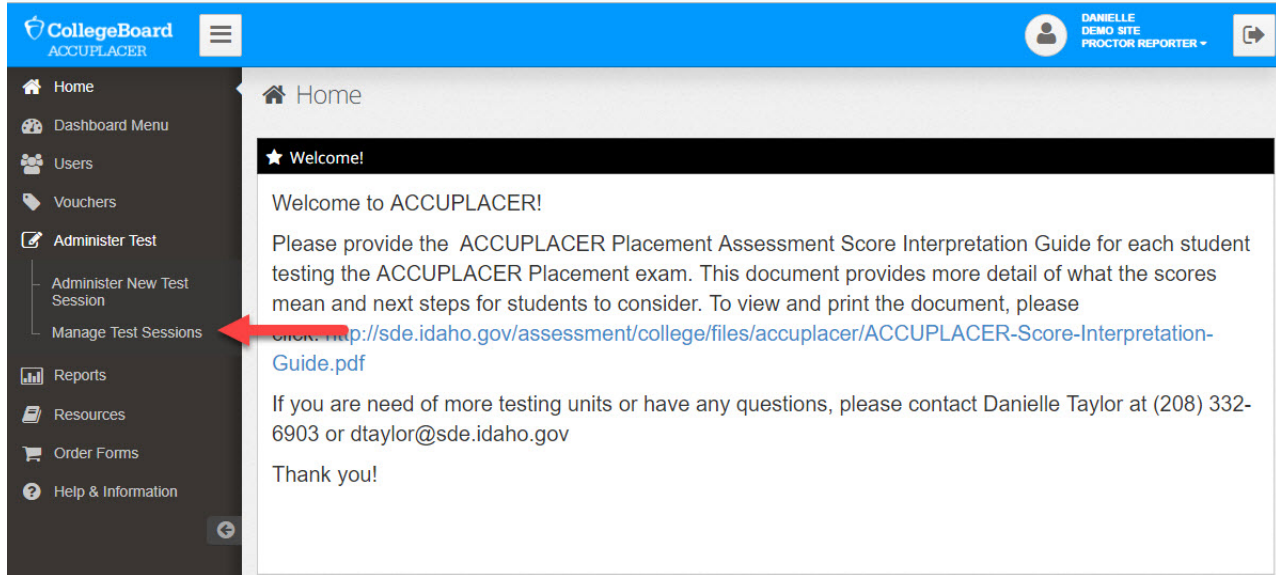 CollegeBoard
ACCUPLACER
DANIELLE
DEMO SITE
PROCTOR REPORTER
Home
Dashboard Menu
Users
Vouchers
Administer Test
Administer New Test
Session
Manage Test Sessions
Reports
Resources
Order Forms
Help & Information
Home
Welcome!
Welcome to ACCUPLACER!
Please provide the ACCUPLACER Placement Assessment Score Interpretation Guide for each student
testing the ACCUPLACER Placement exam. This document provides more detail of what the scores
mean and next steps for students to consider. To view and print the document, please
click: http://sde.idaho.gov/assessment/college/files/accuplacer/ACCUPLACER-Score-Interpretation-
Guide.pdf
If you are need of more testing units or have any questions, please contact Danielle Taylor at (208) 332-
6903 or dtaylor@sde.idaho.gov
Thank you!